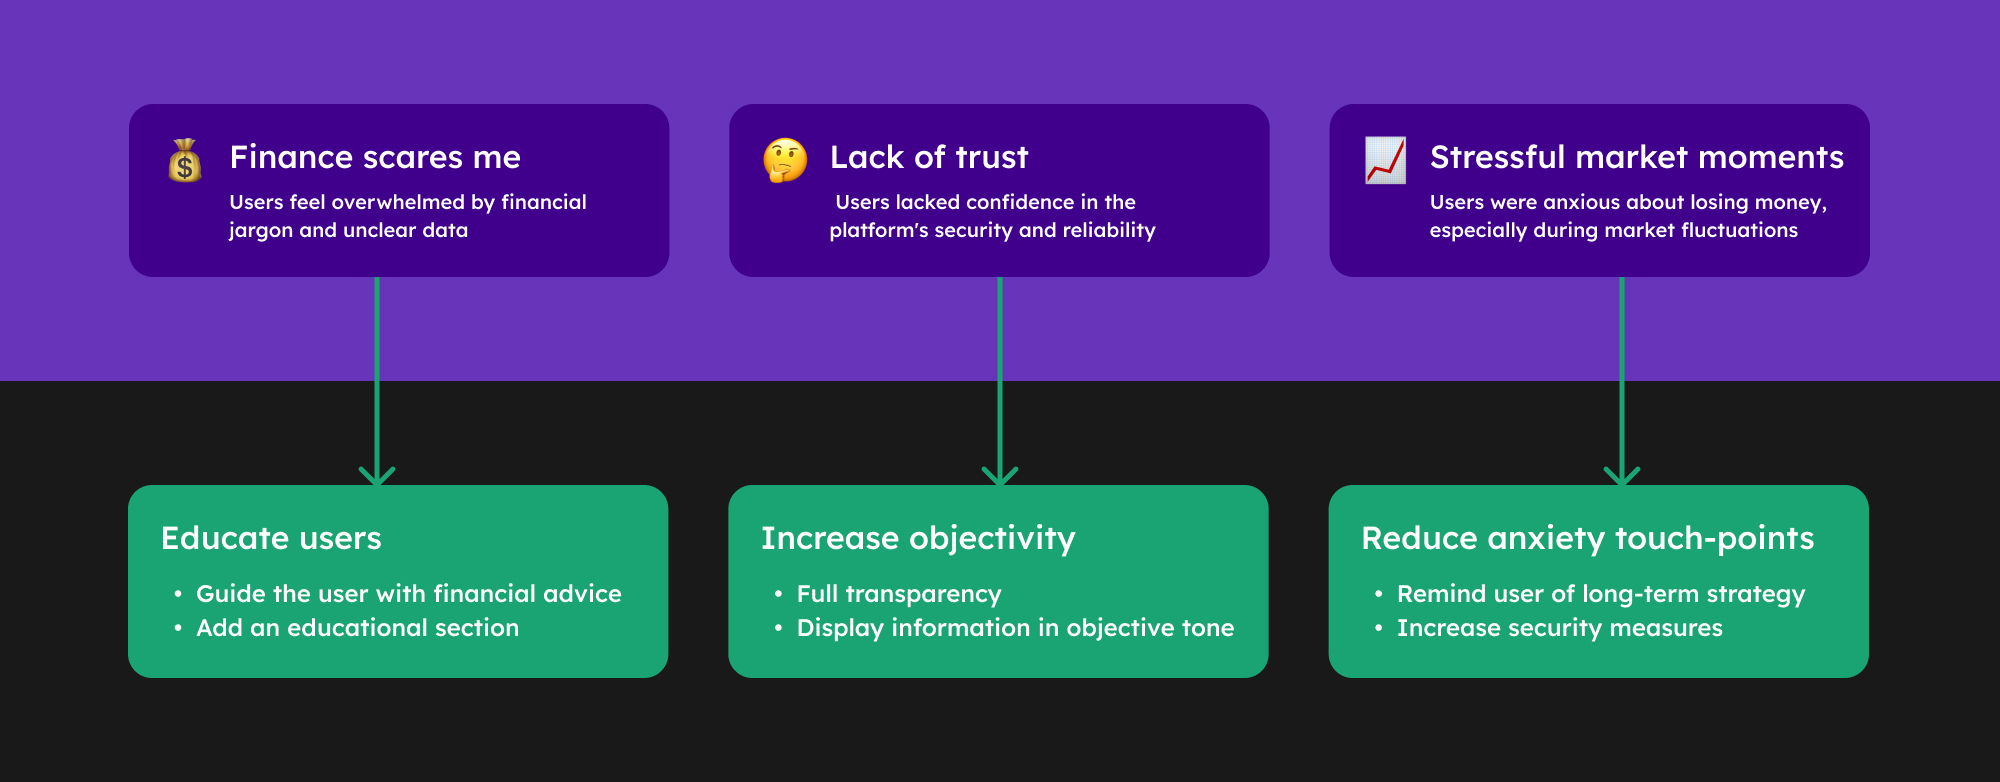 Finance scares me
Users feel overwhelmed by financial
jargon and unclear data
Lack of trust
Users lacked confidence in the
platform's security and reliability
Stressful market moments
Users were anxious about losing money,
especially during market fluctuations
Educate users
• Guide the user with financial advice
• Add an educational section
Increase objectivity
• Full transparency
• Display information in objective tone
Reduce anxiety touch-points
• Remind user of long-term strategy
• Increase security measures